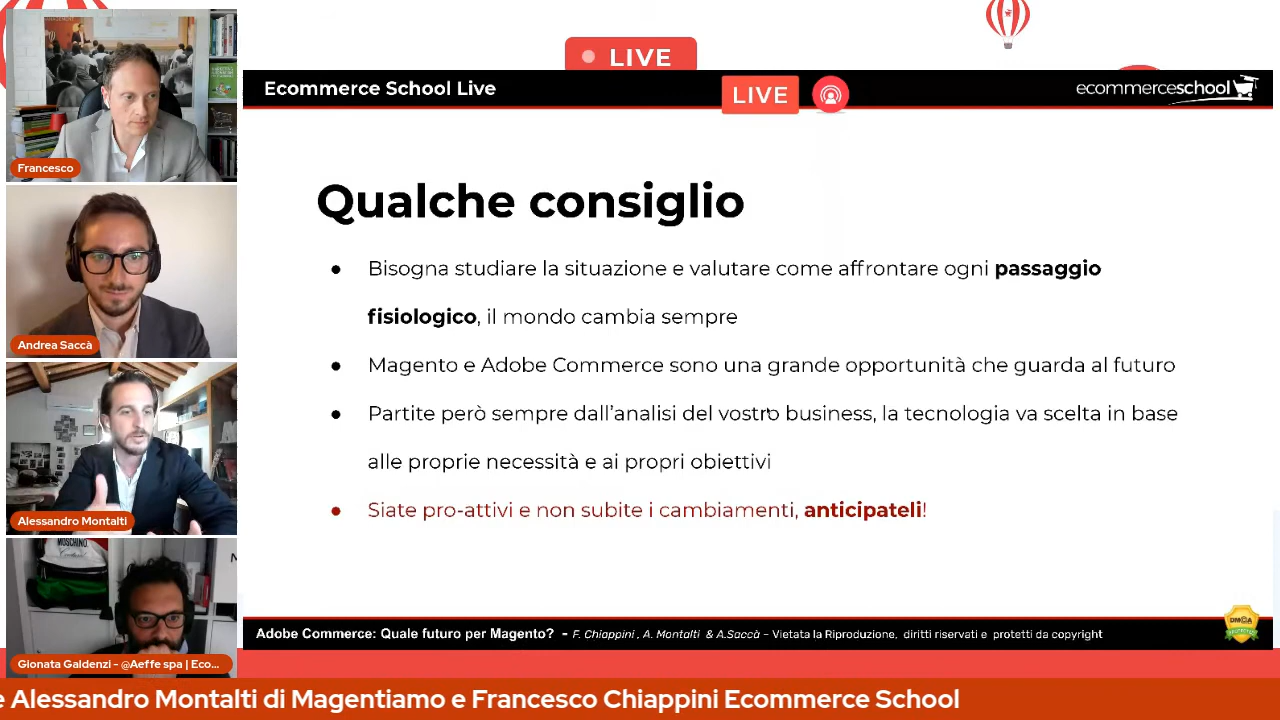 LIVE
Ecommerce School Live
LIVE
ecommerceschool
Francesco
Andrea Saccà
Alessandro Montalti
MOSCHINO
Gionata Galdenzi - @Aeffe spa | Eco...
Qualche consiglio
● Bisogna studiare la situazione e valutare come affrontare ogni passaggio
fisiologico, il mondo cambia sempre
● Magento e Adobe Commerce sono una grande opportunità che guarda al futuro
● Partite però sempre dall'analisi del vostro business, la tecnologia va scelta in base
alle proprie necessità e ai propri obiettivi
● Siate pro-attivi e non subite i cambiamenti, anticipateli!
Adobe Commerce: Quale futuro per Magento? - F. Chiappini , A. Montalti & A.Saccà - Vietata la Riproduzione, diritti riservati e protetti da copyright
DMCA
e Alessandro Montalti di Magentiamo e Francesco Chiappini Ecommerce School